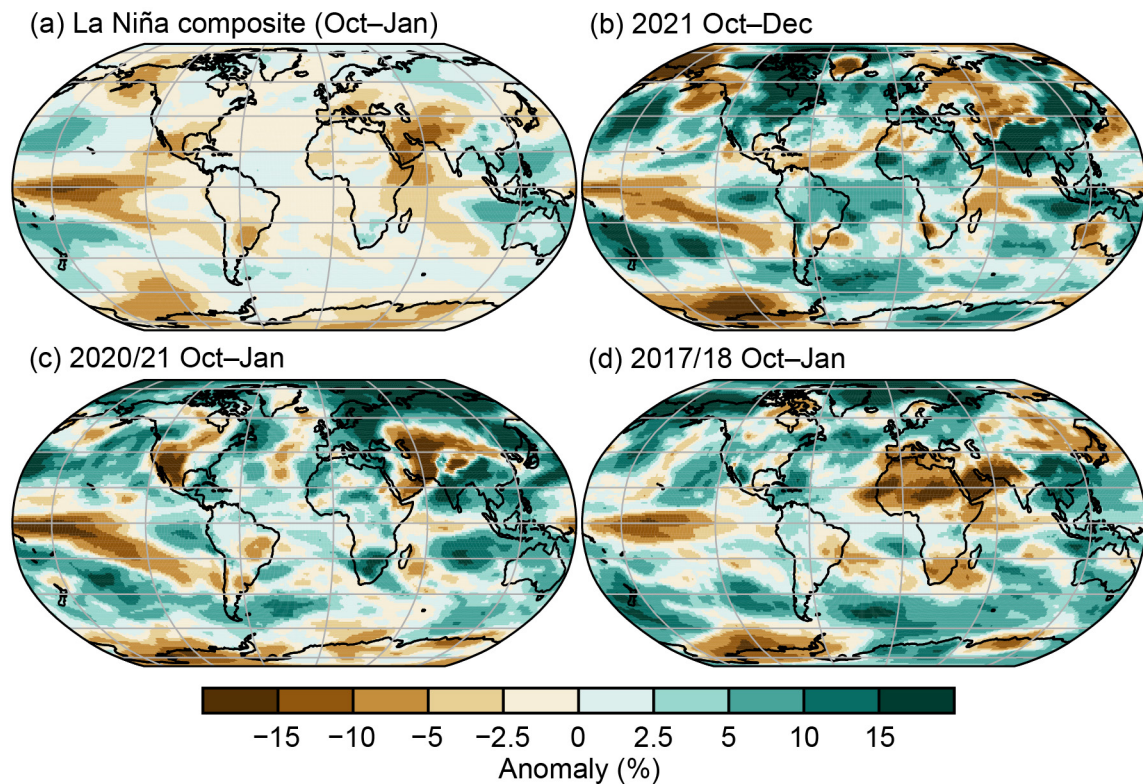 (a) La Niña composite (Oct–Jan)
(b) 2021 Oct–Dec
(c) 2020/21 Oct–Jan
(d) 2017/18 Oct–Jan
−15 −10 −5 −2.5 0 2.5 5 10 15
Anomaly (%)